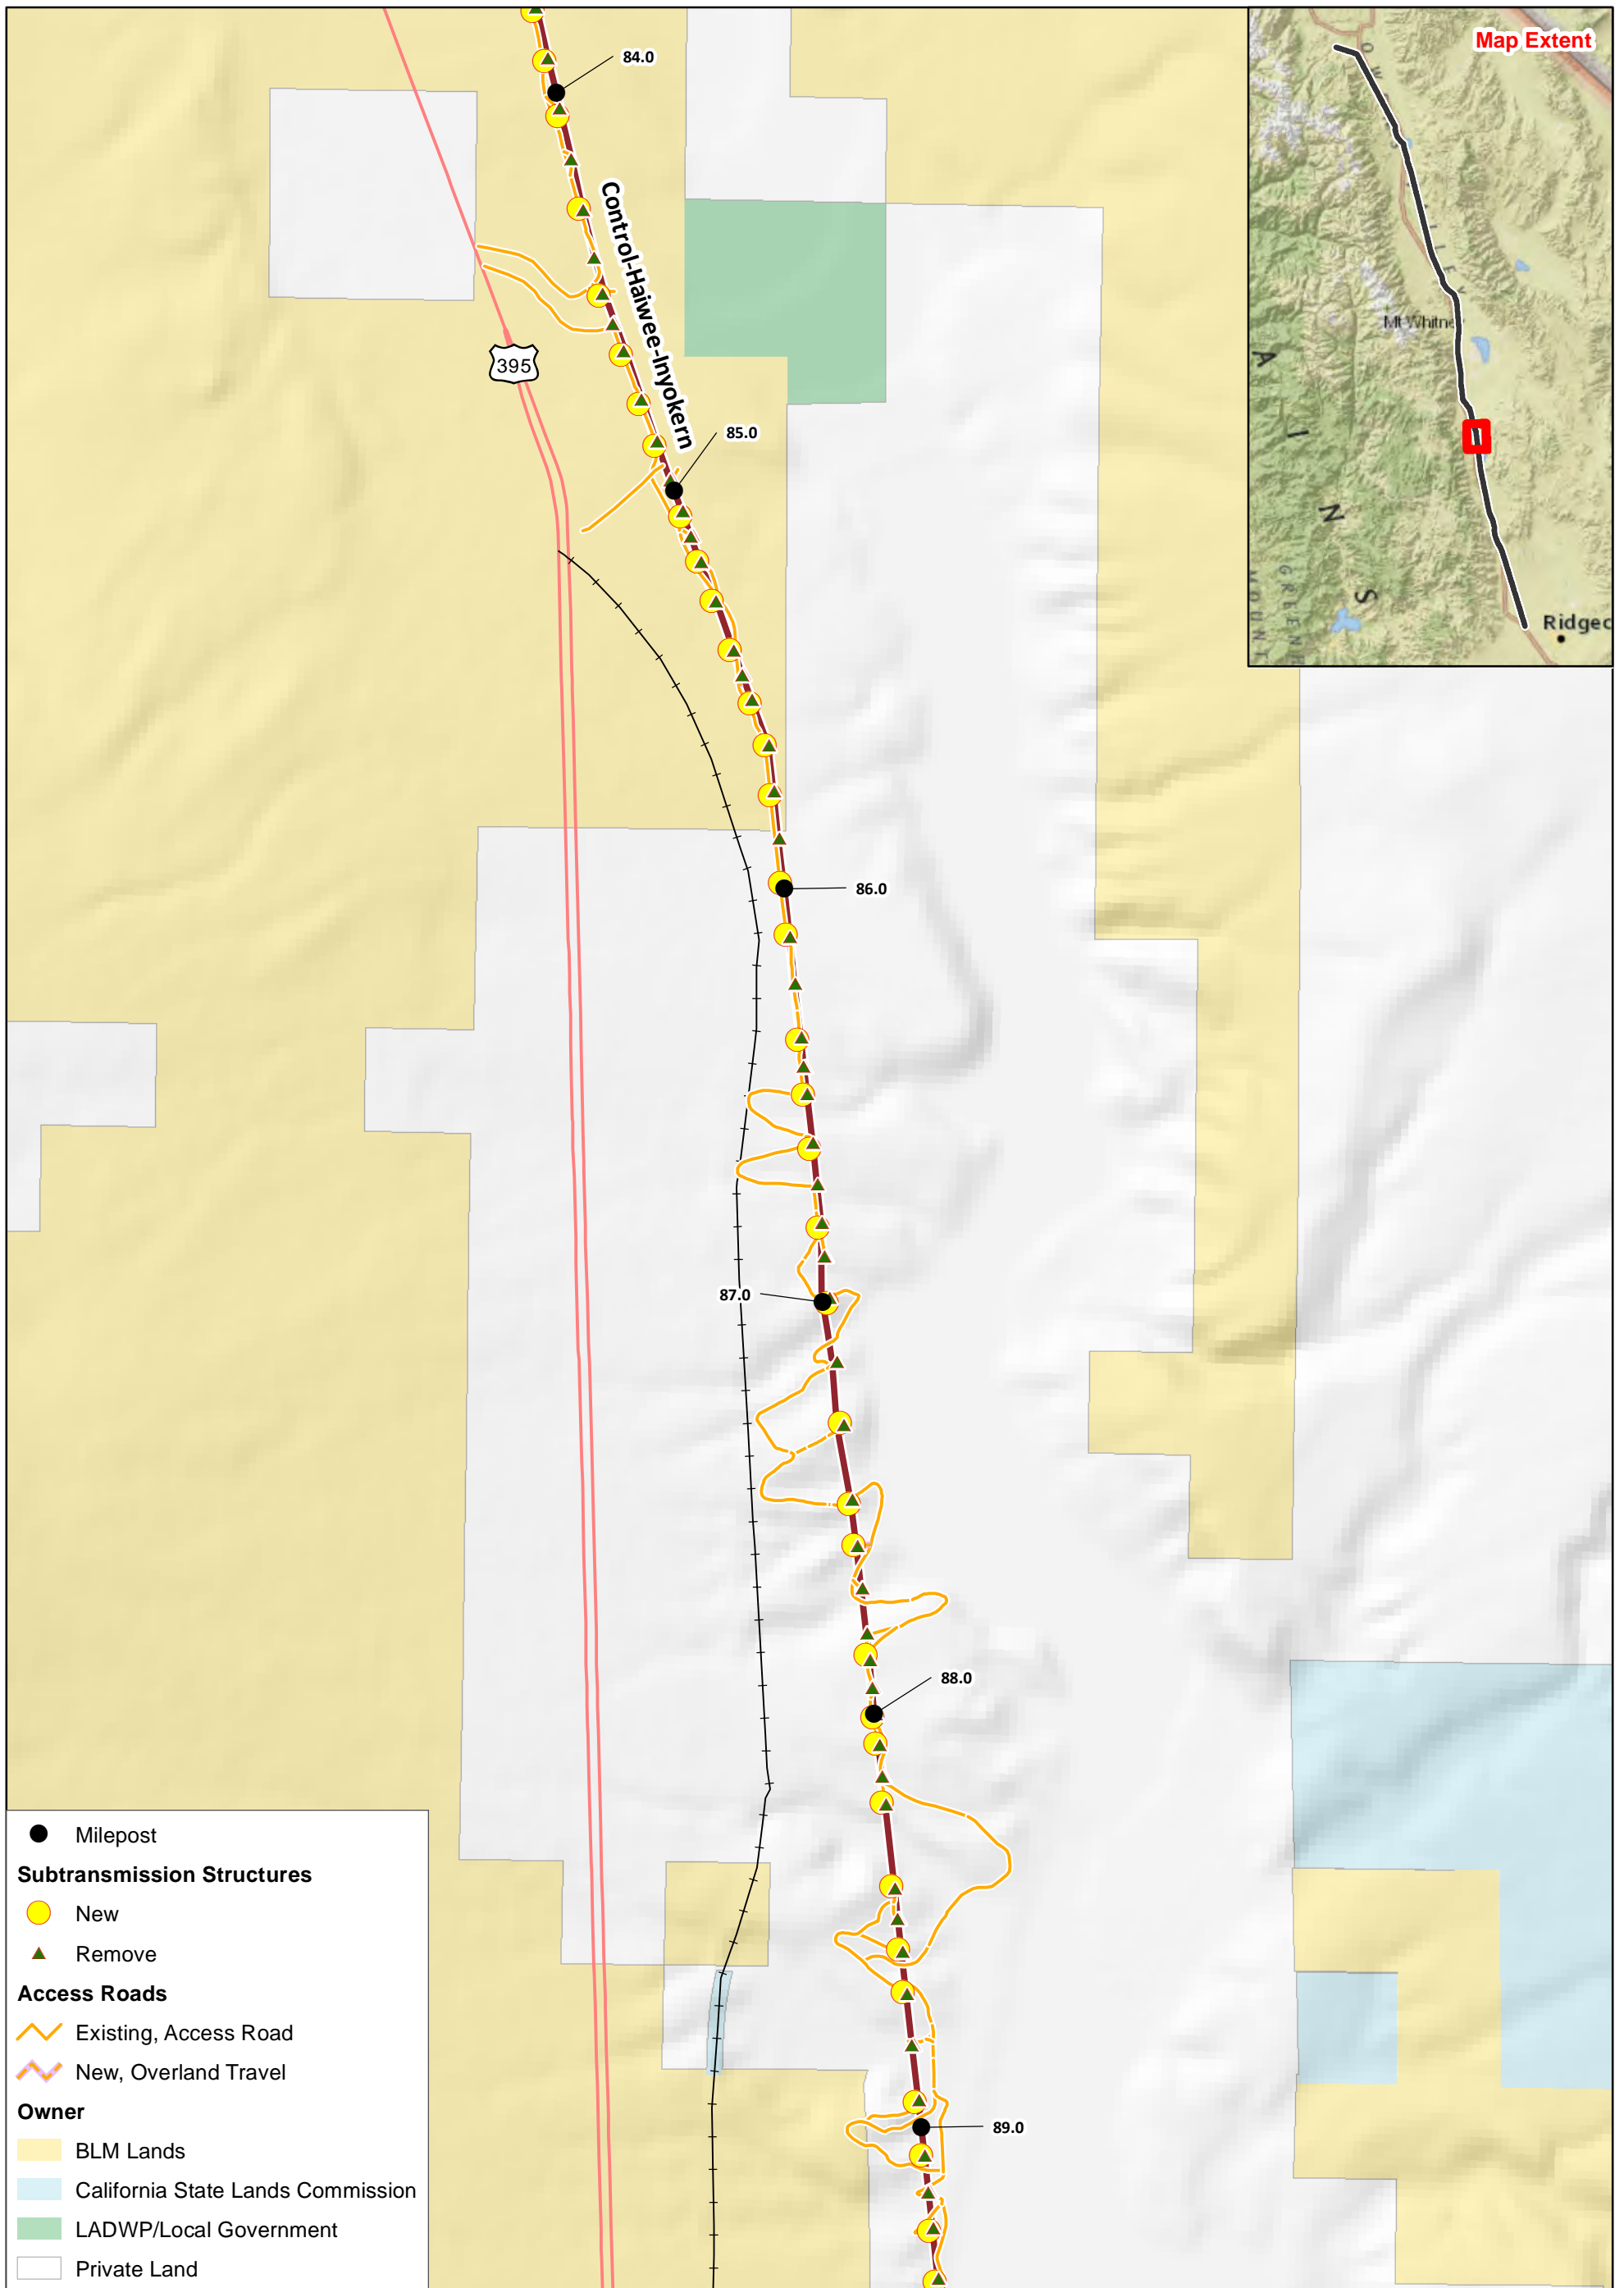 Map Extent
84.0
Control-Haiwee-Inyokern
395
85.0
86.0
87.0
88.0
89.0
O W
L E Y
Mt Whitney
A
I
N
S
GREENH
MOUNT
Ridgec
Milepost
Subtransmission Structures
New
Remove
Access Roads
Existing, Access Road
New, Overland Travel
Owner
BLM Lands
California State Lands Commission
LADWP/Local Government
Private Land